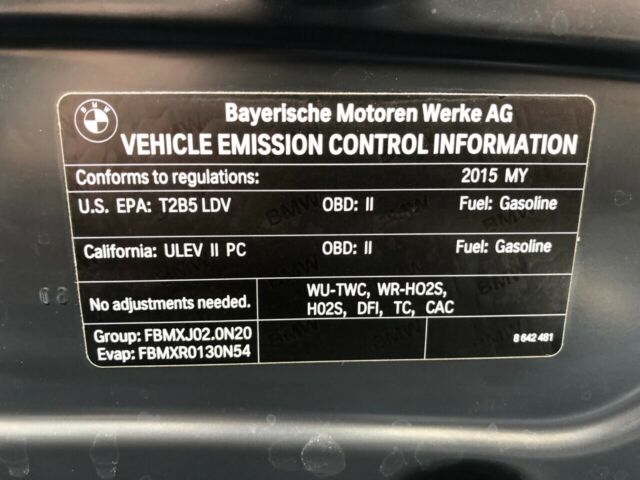 BMW
Bayerische Motoren Werke AG
VEHICLE EMISSION CONTROL INFORMATION
Conforms to regulations: 2015 MY
U.S. EPA: T2B5 LDV OBD: II Fuel: Gasoline
California: ULEV II PC OBD: II Fuel: Gasoline
No adjustments needed.
WU-TWC, WR-HO2S,
HO2S, DFI, TC, CAC
Group: FBMXJ02.0N20
Evap: FBMXR0130N54
8 642 481